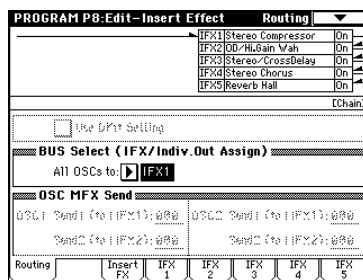 PROGRAM P8:Edit-Insert Effect Routing
IFX1 Stereo Compressor On
IFX2 OD/Hi.Gain Wah On
IFX3 Stereo/CrossDelay On
IFX4 Stereo Chorus On
IFX5 Reverb Hall On
[Chain]
Use DKit Setting
BUS Select (IFX/Indiv.Out Assign)
All OSCs to: IFX1
OSC MFX Send
OSC1 Send1 (to MFX1): 000 OSC2 Send1 (to MFX1): 000
Send2 (to MFX2): 000 Send2 (to MFX2): 000
Routing Insert FX IFX 1 IFX 2 IFX 3 IFX 4 IFX 5